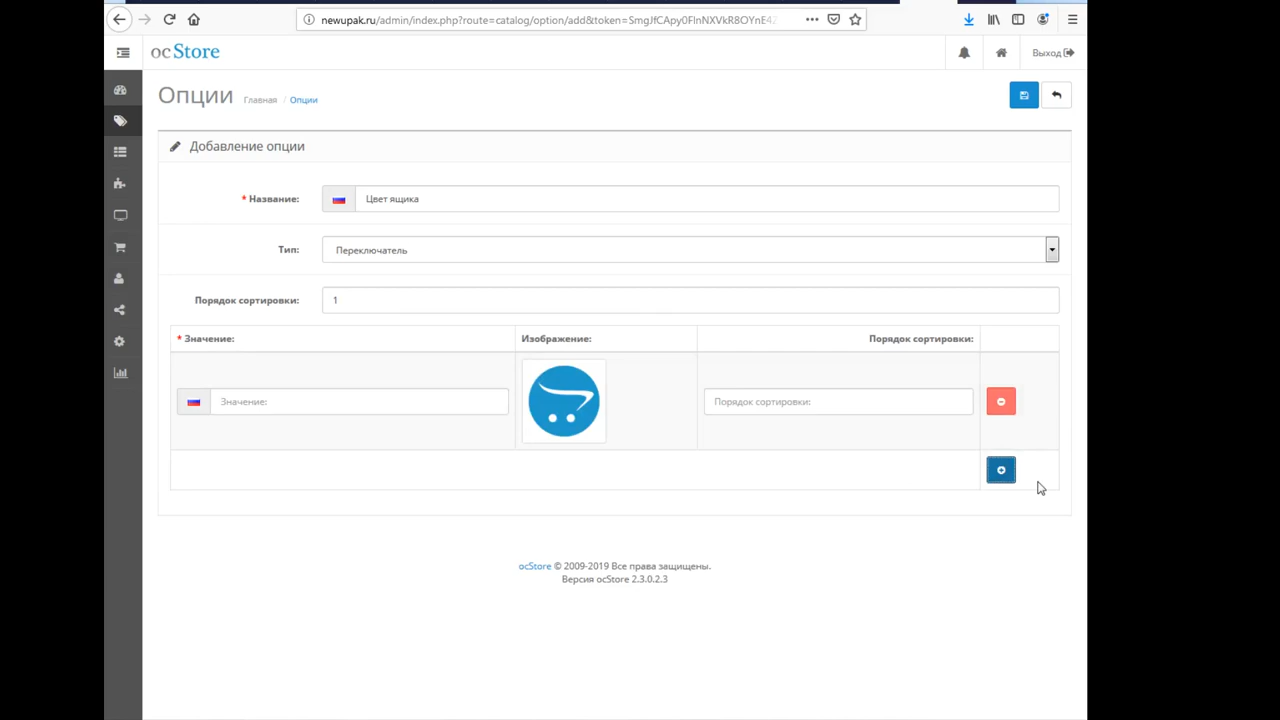 newupak.ru/admin/index.php?route=catalog/option/add&token=SmgJfCApy0FlnNXVkR8OYnE4
ocStore
Выход
Опции Главная / Опции
Добавление опции
* Название: Цвет ящика
Тип: Переключатель
Порядок сортировки: 1
* Значение: Изображение: Порядок сортировки:
Значение: Порядок сортировки:
ocStore © 2009-2019 Все права защищены.
Версия ocStore 2.3.0.2.3